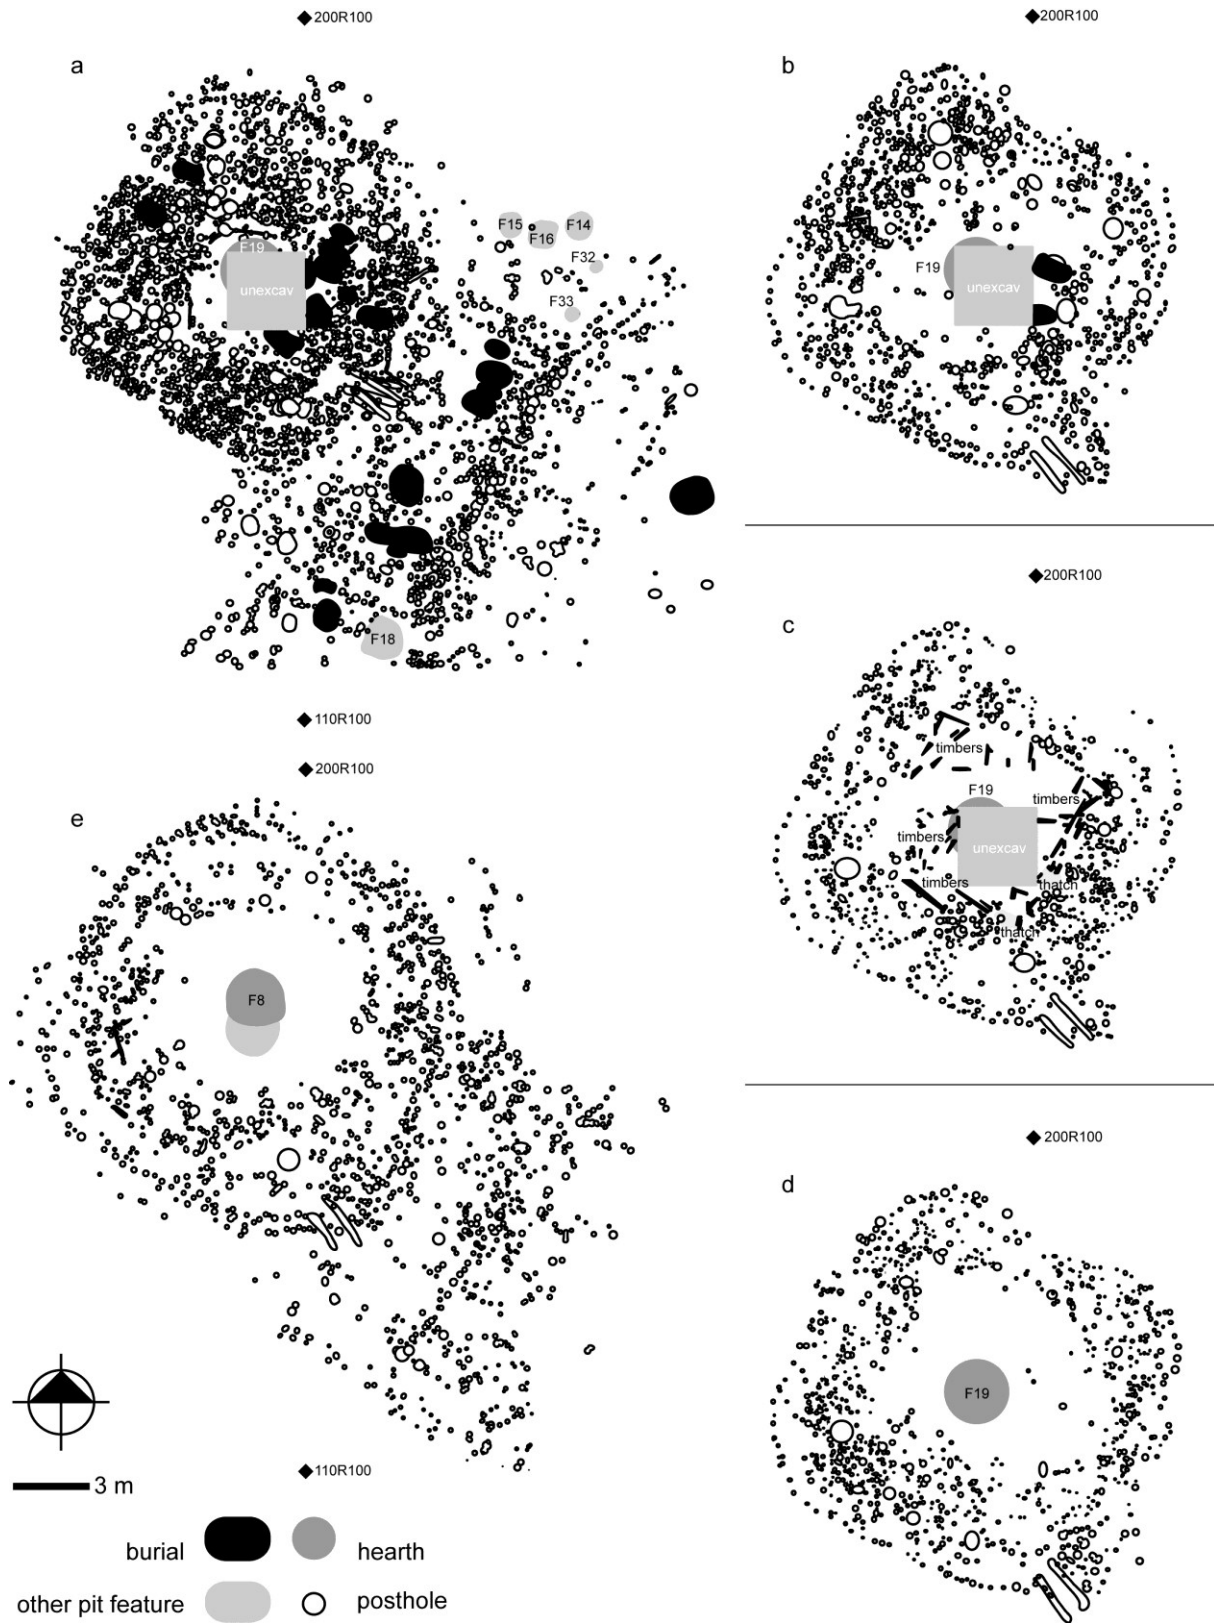 200R100
a
F15
F16
F14
F19
F32
unexcav
F33
F18
110R100
200R100
b
F19
unexcav
200R100
c
timbers
F19
timbers
timbers
unexcav
timbers
thatch
thatch
200R100
d
F19
200R100
e
F8
110R100
3 m
burial
hearth
other pit feature
posthole